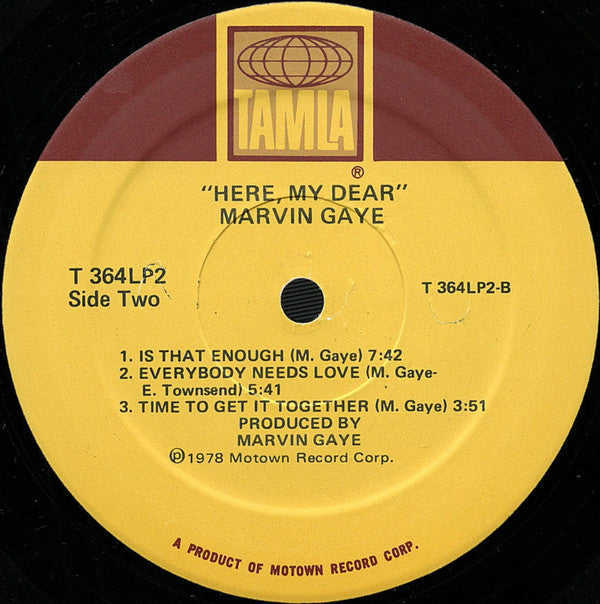 TAMLA
®
"HERE, MY DEAR"
MARVIN GAYE
T 364LP2
Side Two
T 364LP2-B
1. IS THAT ENOUGH (M. Gaye) 7:42
2. EVERYBODY NEEDS LOVE (M. Gaye-
E. Townsend) 5:41
3. TIME TO GET IT TOGETHER (M. Gaye) 3:51
PRODUCED BY
MARVIN GAYE
℗1978 Motown Record Corp.
A PRODUCT OF MOTOWN RECORD CORP.